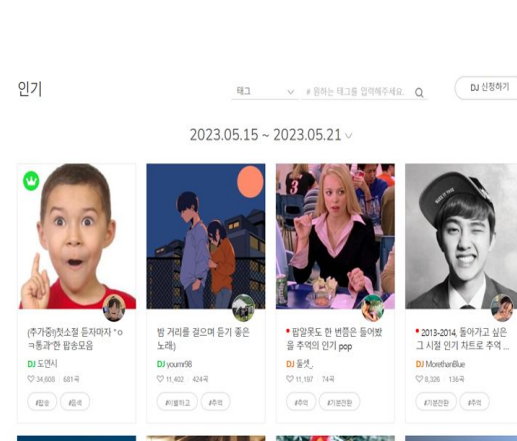 인기
태그
# 원하는 태그를 입력해주세요.
DJ 신청하기
2023.05.15 ~ 2023.05.21
(추가중)첫소절 듣자마자 "ㅇ
ㅋ통과"한 팝송모음
DJ 도연시
34,608 681곡
#팝송 #음색
밤 거리를 걸으며 듣기 좋은
노래:)
DJ yourni98
11,402 424곡
#이별하고 #추억
팝알못도 한 번쯤은 들어봤
을 추억의 인기 pop
DJ 둘셋_
11,197 74곡
#추억 #기분전환
2013-2014, 돌아가고 싶은
그 시절 인기 차트로 추억 ...
DJ MorethanBlue
8,326 136곡
#기분전환 #추억